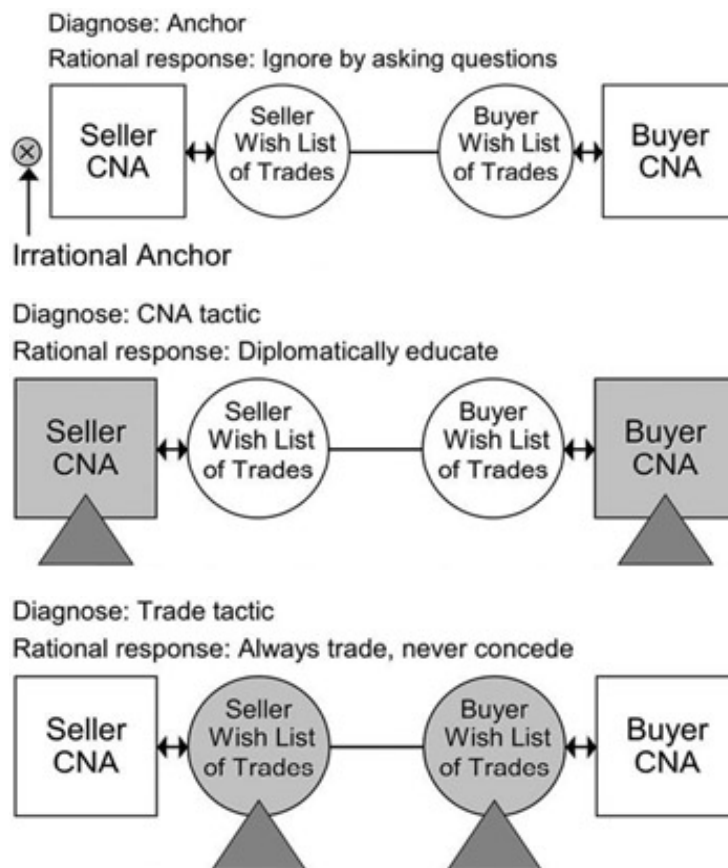 Diagnose: Anchor
Rational response: Ignore by asking questions
Seller
CNA
Seller
Wish List
of Trades
Buyer
Wish List
of Trades
Buyer
CNA
Irrational Anchor
Diagnose: CNA tactic
Rational response: Diplomatically educate
Seller
CNA
Seller
Wish List
of Trades
Buyer
Wish List
of Trades
Buyer
CNA
Diagnose: Trade tactic
Rational response: Always trade, never concede
Seller
CNA
Seller
Wish List
of Trades
Buyer
Wish List
of Trades
Buyer
CNA